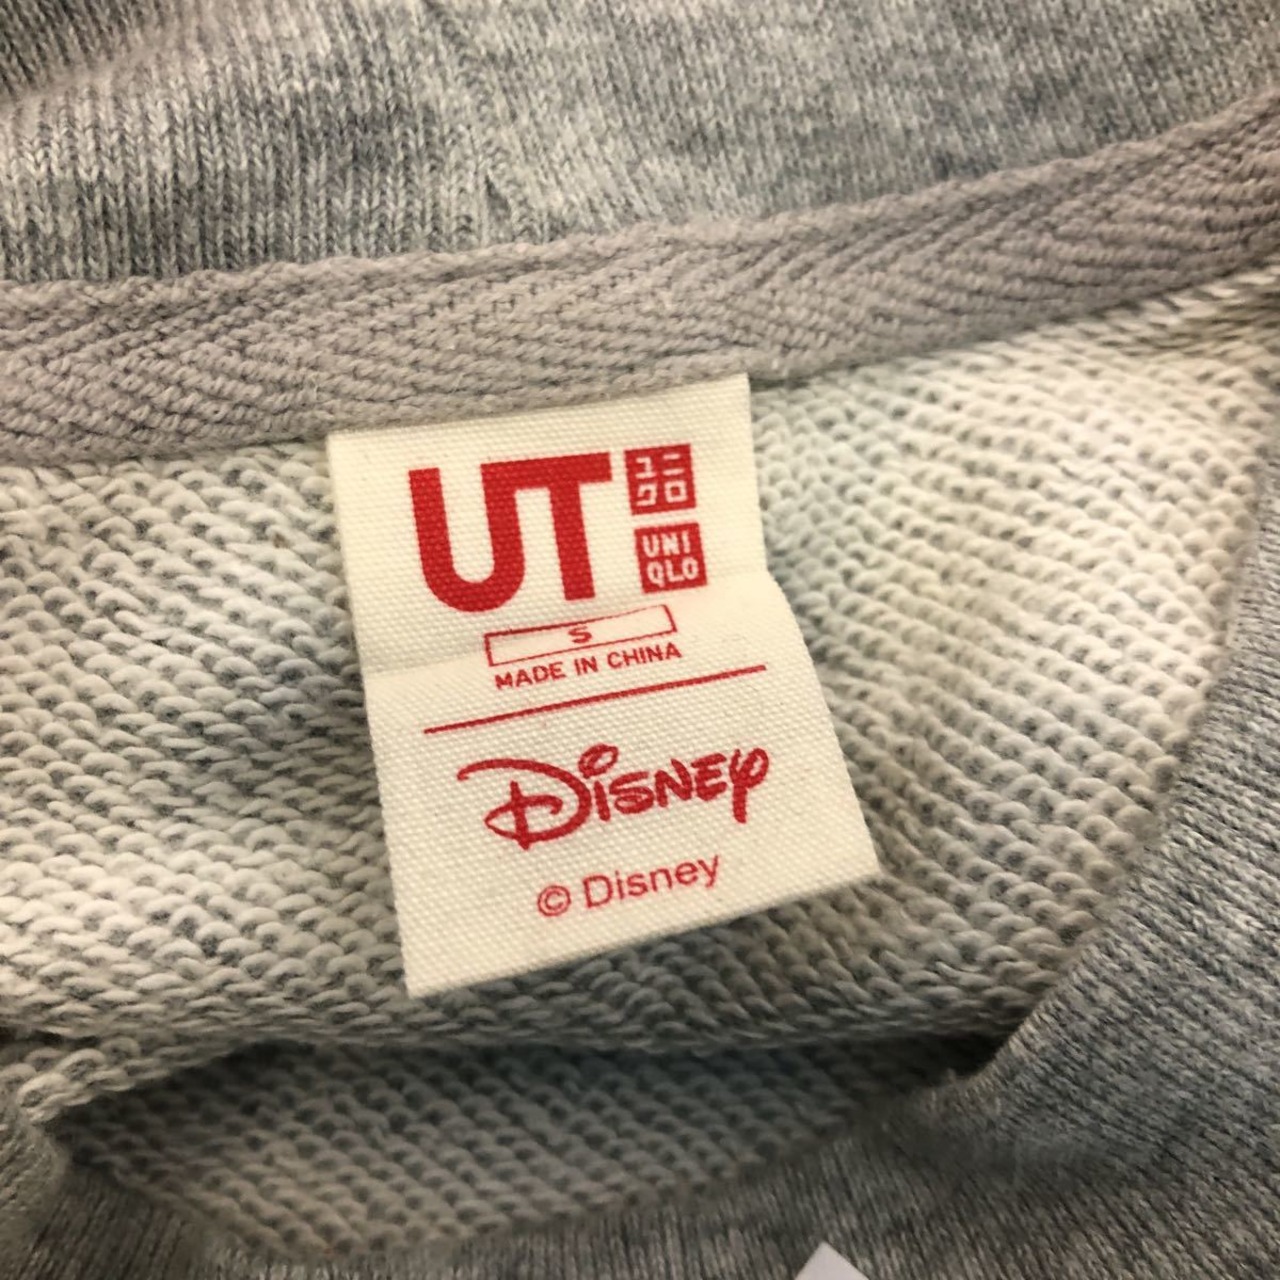 UT
ユニ
クロ
UNI
QLO
S
MADE IN CHINA
Disney
© Disney